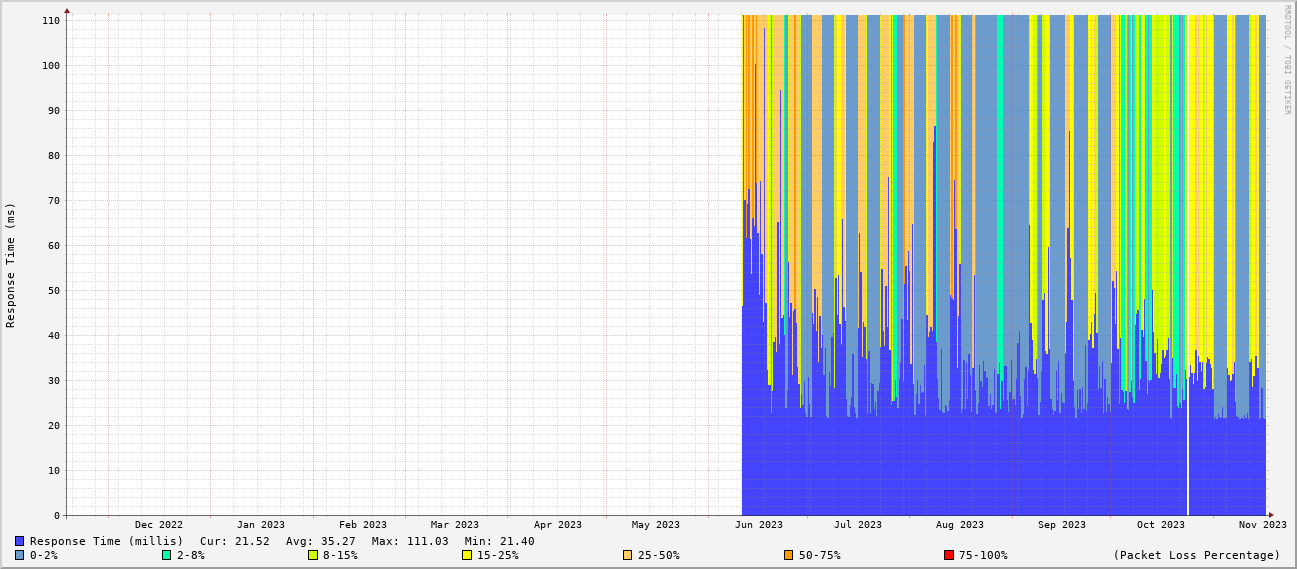 RRDTOOL / TOBI OETIKER
Response Time (ms)
110
100
90
80
70
60
50
40
30
20
10
0
Dec 2022 Jan 2023 Feb 2023 Mar 2023 Apr 2023 May 2023 Jun 2023 Jul 2023 Aug 2023 Sep 2023 Oct 2023 Nov 2023
Response Time (millis) Cur: 21.52 Avg: 35.27 Max: 111.03 Min: 21.40
0-2% 2-8% 8-15% 15-25% 25-50% 50-75% 75-100% (Packet Loss Percentage)